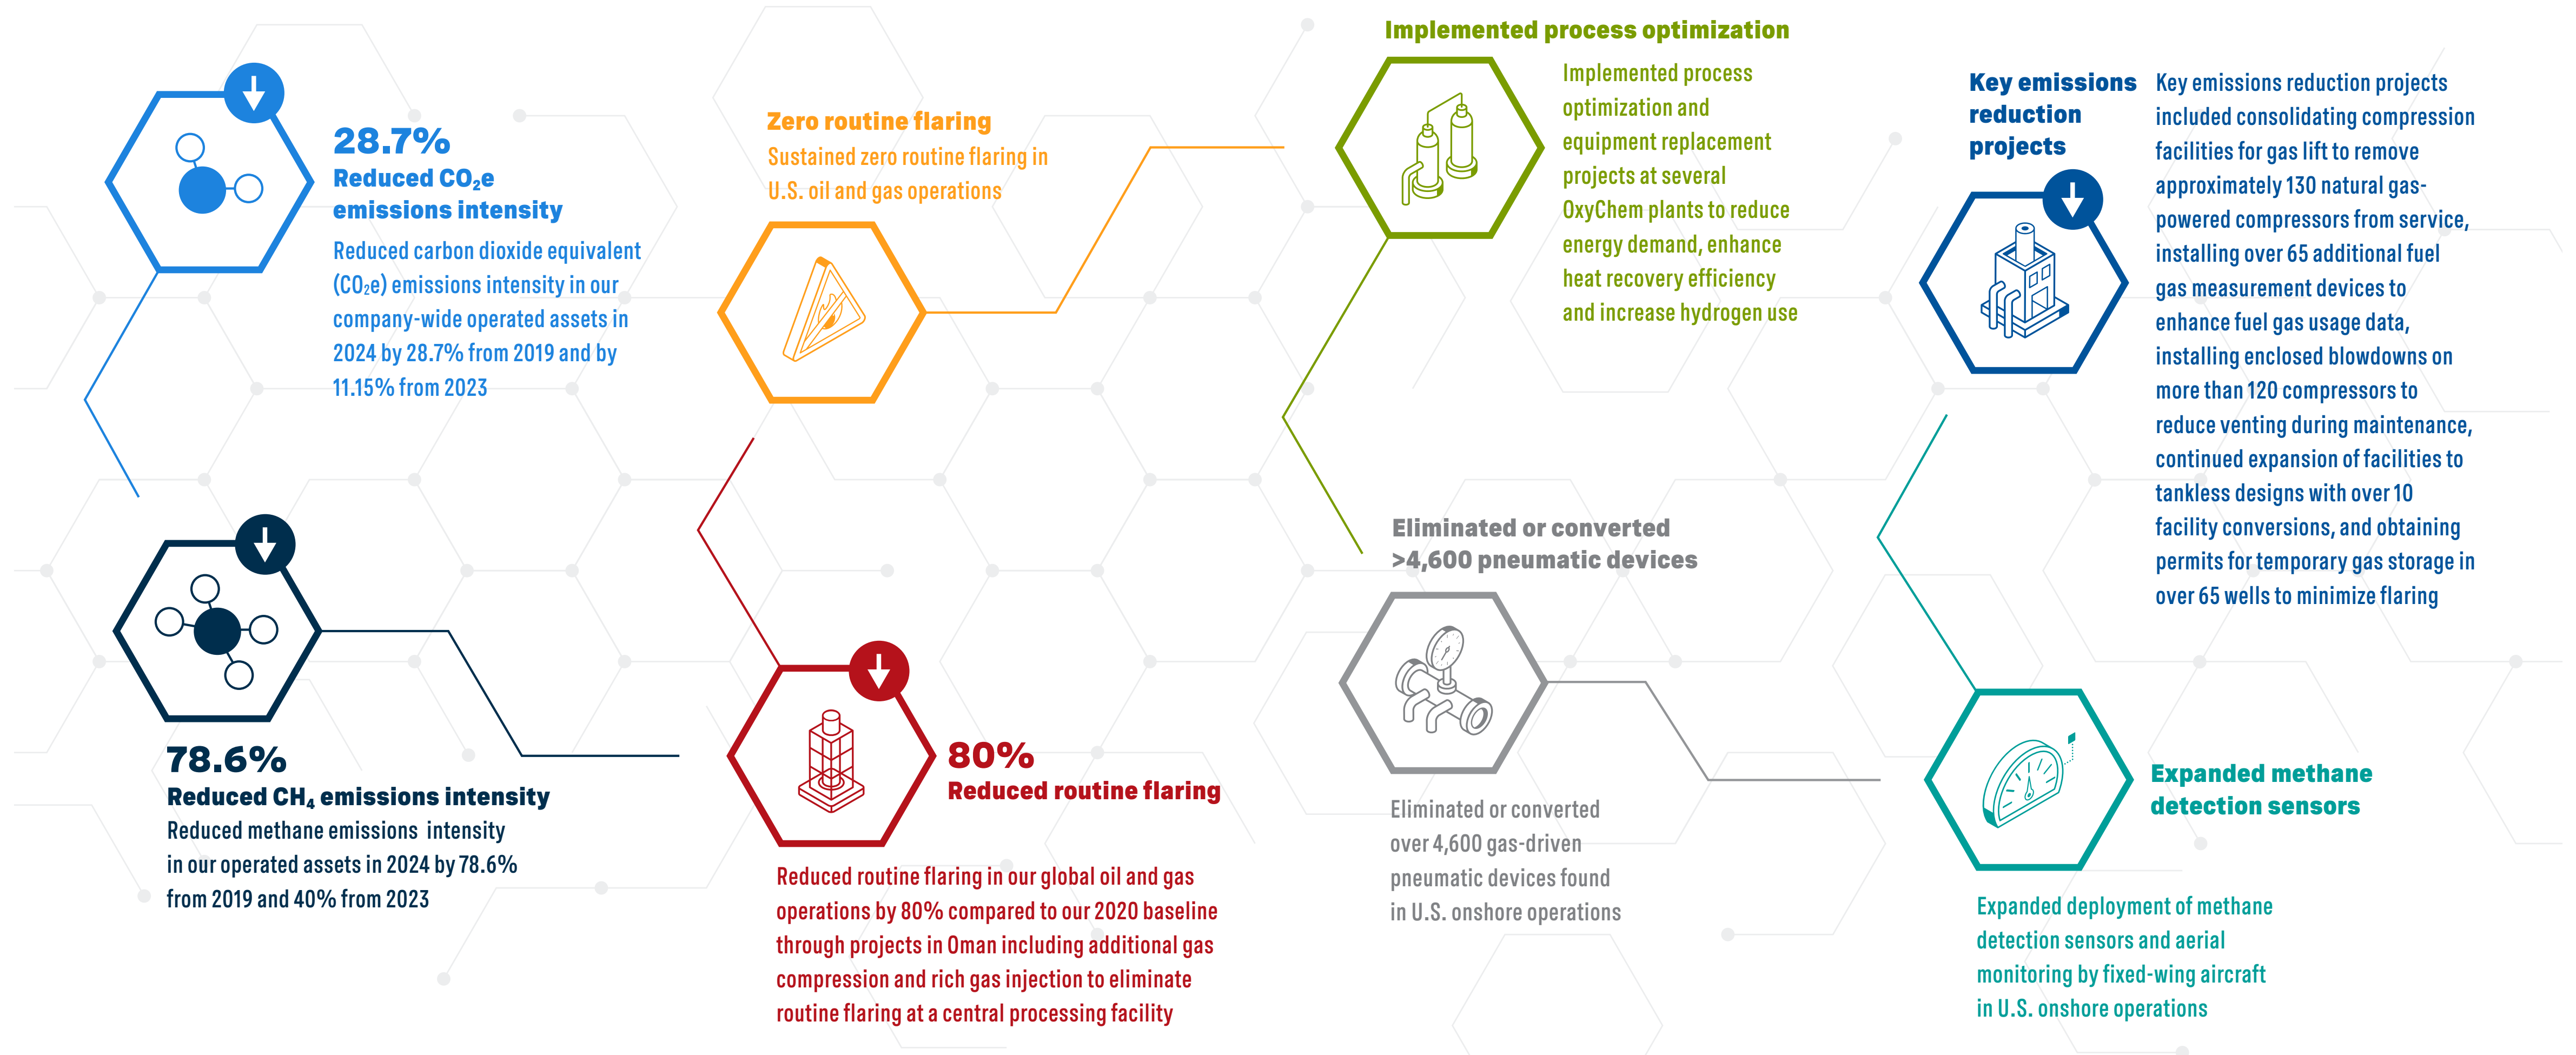 28.7%
Reduced CO₂e
emissions intensity
Reduced carbon dioxide equivalent
(CO₂e) emissions intensity in our
company-wide operated assets in
2024 by 28.7% from 2019 and by
11.15% from 2023
78.6%
Reduced CH₄ emissions intensity
Reduced methane emissions intensity
in our operated assets in 2024 by 78.6%
from 2019 and 40% from 2023
Zero routine flaring
Sustained zero routine flaring in
U.S. oil and gas operations
80%
Reduced routine flaring
Reduced routine flaring in our global oil and gas
operations by 80% compared to our 2020 baseline
through projects in Oman including additional gas
compression and rich gas injection to eliminate
routine flaring at a central processing facility
Implemented process optimization
Implemented process
optimization and
equipment replacement
projects at several
OxyChem plants to reduce
energy demand, enhance
heat recovery efficiency
and increase hydrogen use
Eliminated or converted
>4,600 pneumatic devices
Eliminated or converted
over 4,600 gas-driven
pneumatic devices found
in U.S. onshore operations
Key emissions
reduction
projects
Key emissions reduction projects
included consolidating compression
facilities for gas lift to remove
approximately 130 natural gas-
powered compressors from service,
installing over 65 additional fuel
gas measurement devices to
enhance fuel gas usage data,
installing enclosed blowdowns on
more than 120 compressors to
reduce venting during maintenance,
continued expansion of facilities to
tankless designs with over 10
facility conversions, and obtaining
permits for temporary gas storage in
over 65 wells to minimize flaring
Expanded methane
detection sensors
Expanded deployment of methane
detection sensors and aerial
monitoring by fixed-wing aircraft
in U.S. onshore operations